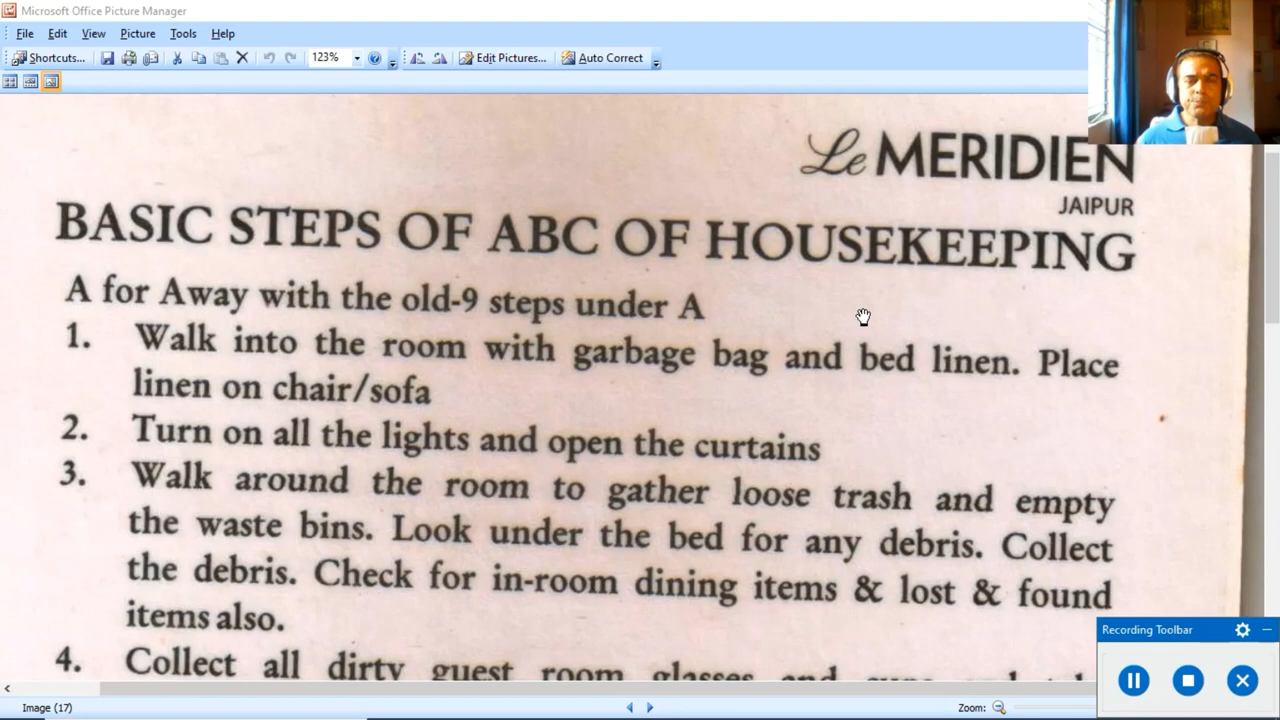 Microsoft Office Picture Manager
File Edit View Picture Tools Help
Shortcuts... 123% Edit Pictures... Auto Correct
Le MERIDIEN
JAIPUR
BASIC STEPS OF ABC OF HOUSEKEEPING
A for Away with the old-9 steps under A
1. Walk into the room with garbage bag and bed linen. Place
linen on chair/sofa
2. Turn on all the lights and open the curtains
3. Walk around the room to gather loose trash and empty
the waste bins. Look under the bed for any debris. Collect
the debris. Check for in-room dining items & lost & found
items also.
Recording Toolbar
4. Collect all dirty guest room glasses and cups and
Image (17) Zoom: